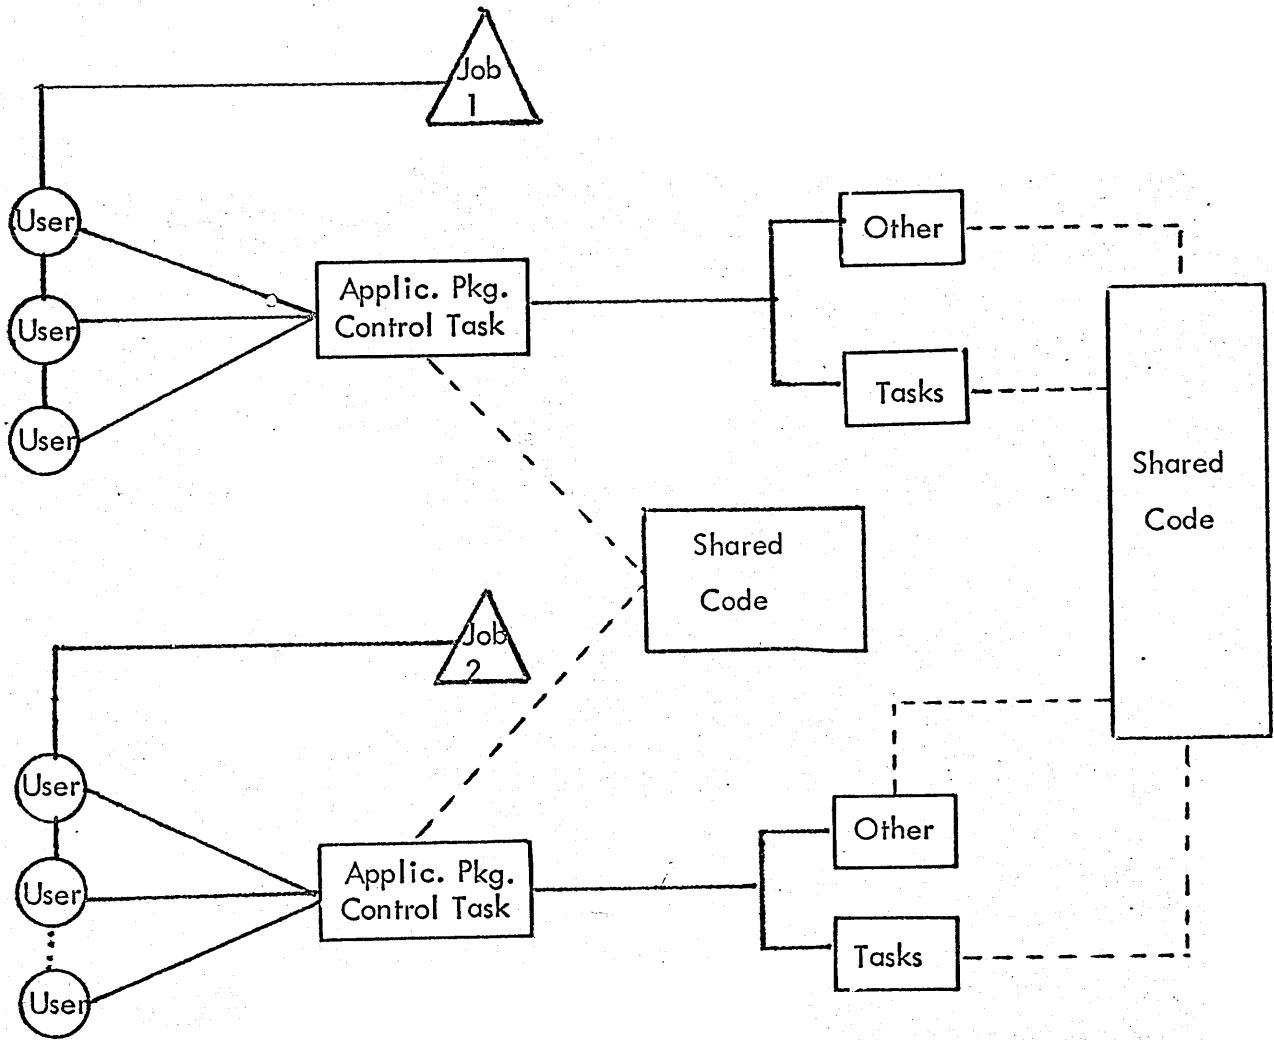 Job
1
User
User
User
Applic. Pkg.
Control Task
Other
Tasks
Shared
Code
Shared
Code
Job
2
User
User
User
Applic. Pkg.
Control Task
Other
Tasks